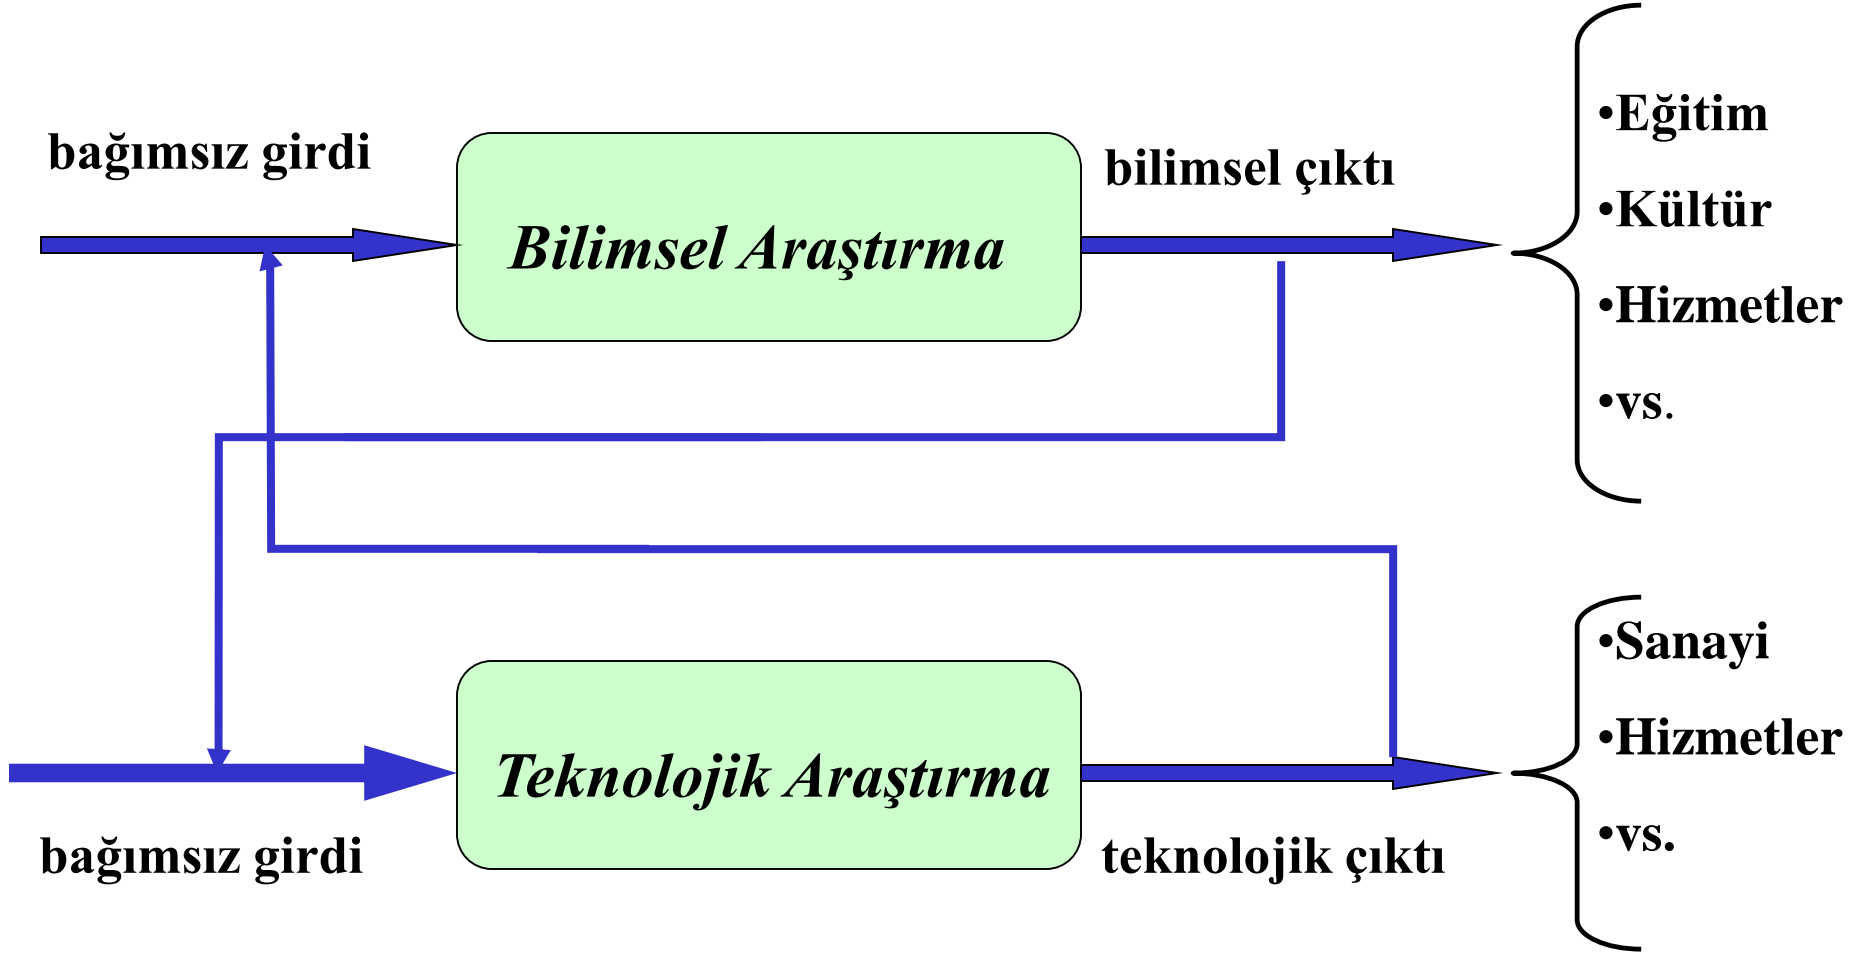 bağımsız girdi
Bilimsel Araştırma
bilimsel çıktı
•Eğitim
•Kültür
•Hizmetler
•vs.
bağımsız girdi
Teknolojik Araştırma
teknolojik çıktı
•Sanayi
•Hizmetler
•vs.